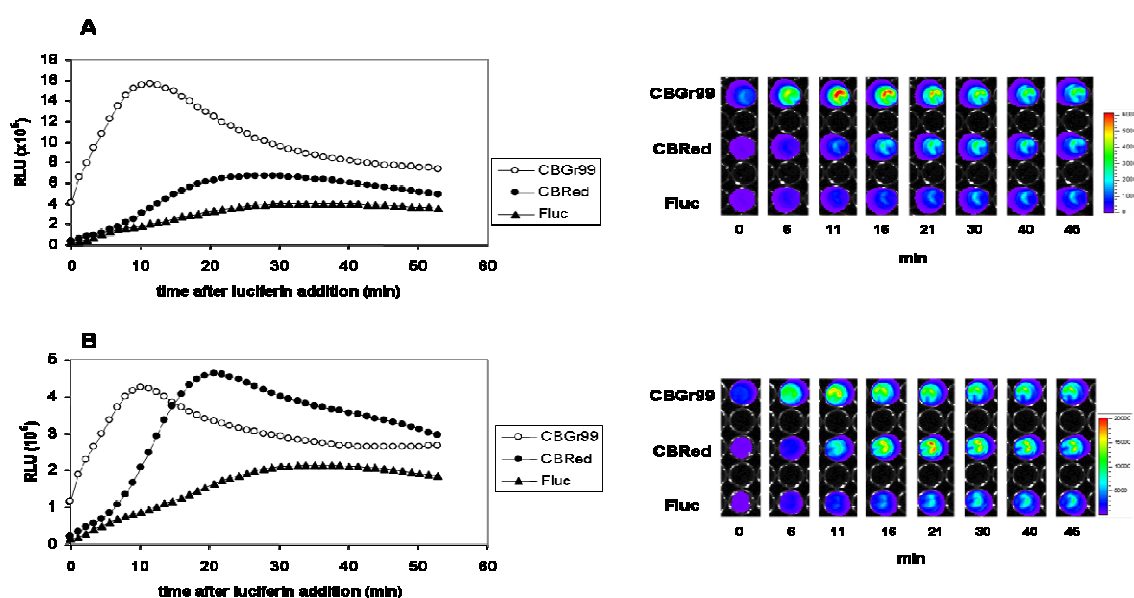 A
18
16
14
12
10
8
6
4
2
0
RLU (x10⁶)
0 10 20 30 40 50 60
time after luciferin addition (min)
CBGr99
CBRed
Fluc
CBGr99
CBRed
Fluc
0 6 11 16 21 30 40 45
min
B
5
4
3
2
1
0
RLU (10⁶)
0 10 20 30 40 50 60
time after luciferin addition (min)
CBGr99
CBRed
Fluc
CBGr99
CBRed
Fluc
0 6 11 16 21 30 40 45
min